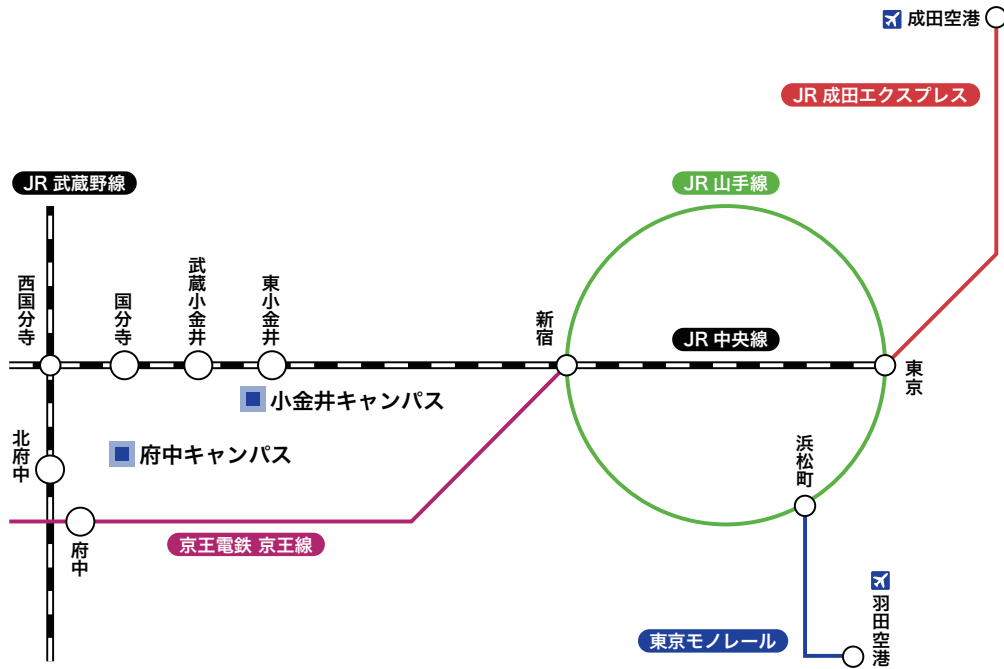 成田空港
JR 成田エクスプレス
JR 武蔵野線
JR 山手線
西国分寺
国分寺
武蔵小金井
東小金井
新宿
JR 中央線
東京
小金井キャンパス
北府中
府中キャンパス
浜松町
府中
京王電鉄 京王線
羽田空港
東京モノレール